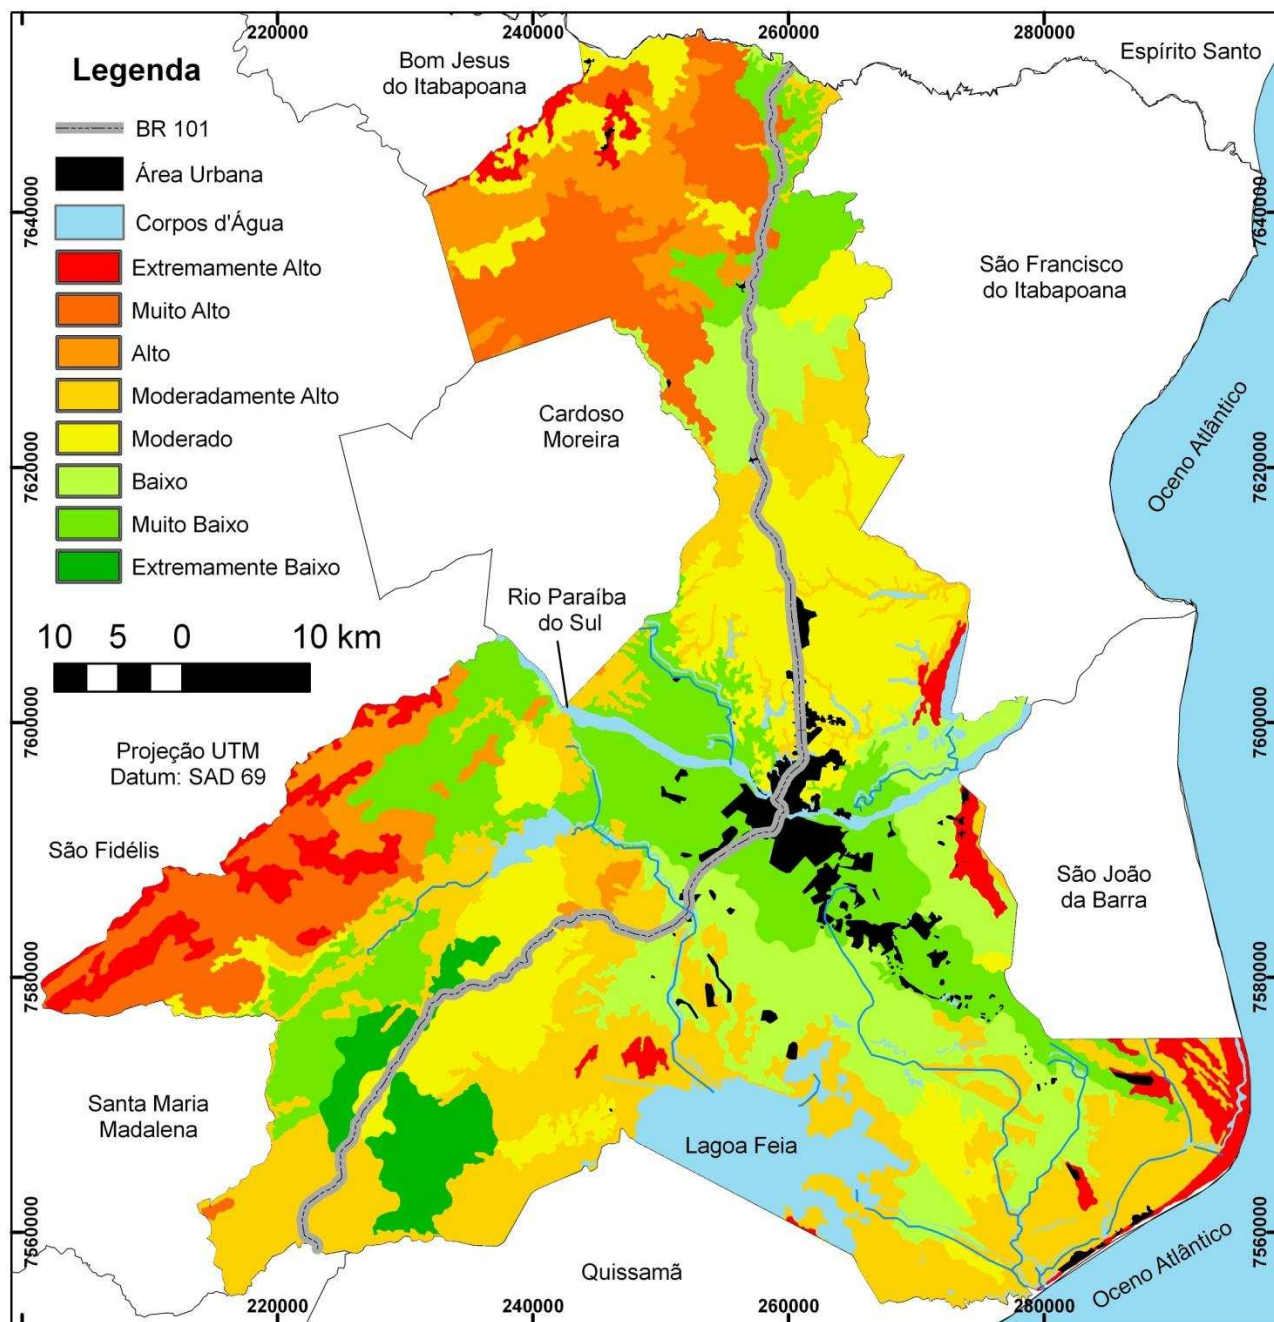 220000
240000
260000
280000
Legenda
BR 101
Área Urbana
Corpos d'Água
Extremamente Alto
Muito Alto
Alto
Moderadamente Alto
Moderado
Baixo
Muito Baixo
Extremamente Baixo
10 5 0 10 km
Projeção UTM
Datum: SAD 69
Bom Jesus
do Itabapoana
Espírito Santo
São Francisco
do Itabapoana
Cardoso
Moreira
Oceno Atlântico
Rio Paraíba
do Sul
São Fidélis
São João
da Barra
Santa Maria
Madalena
Lagoa Feia
Quissamã
Oceno Atlântico
7640000
7620000
7600000
7580000
7560000
7640000
7620000
7600000
7580000
7560000
220000
240000
260000
280000